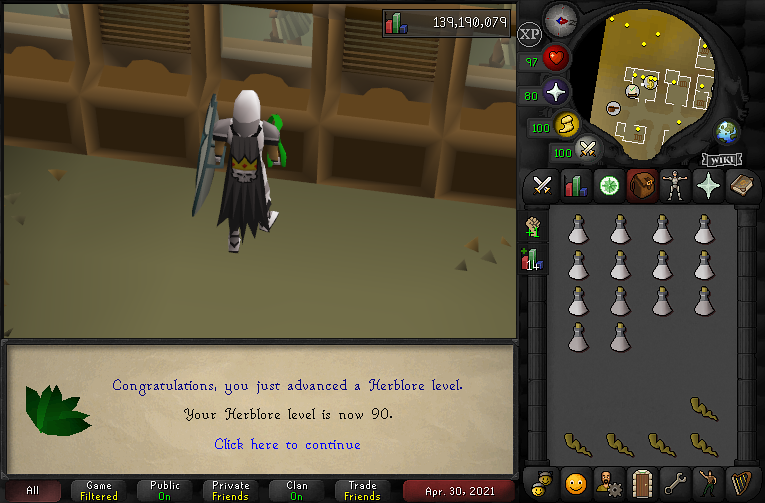 139,190,079
XP
97
80
100
100
WIKI
14
Congratulations, you just advanced a Herblore level.
Your Herblore level is now 90.
Click here to continue
All
Game
Filtered
Public
On
Private
Friends
Clan
On
Trade
Friends
Apr. 30, 2021